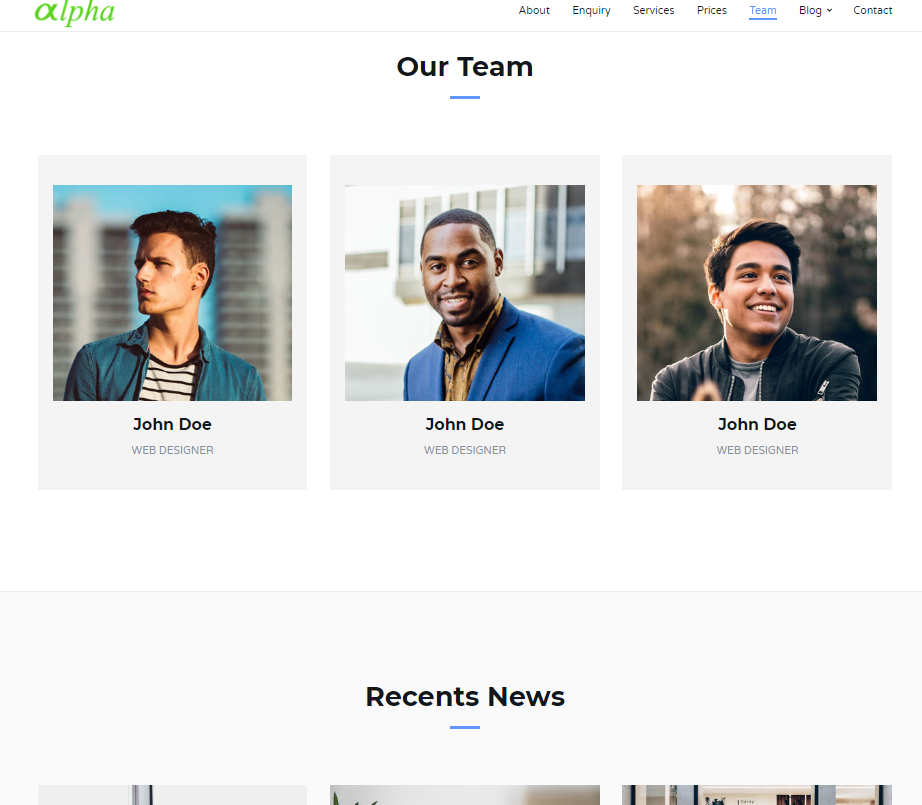 αlpha
About Enquiry Services Prices Team Blog Contact
Our Team
John Doe John Doe John Doe
WEB DESIGNER WEB DESIGNER WEB DESIGNER
Recents News